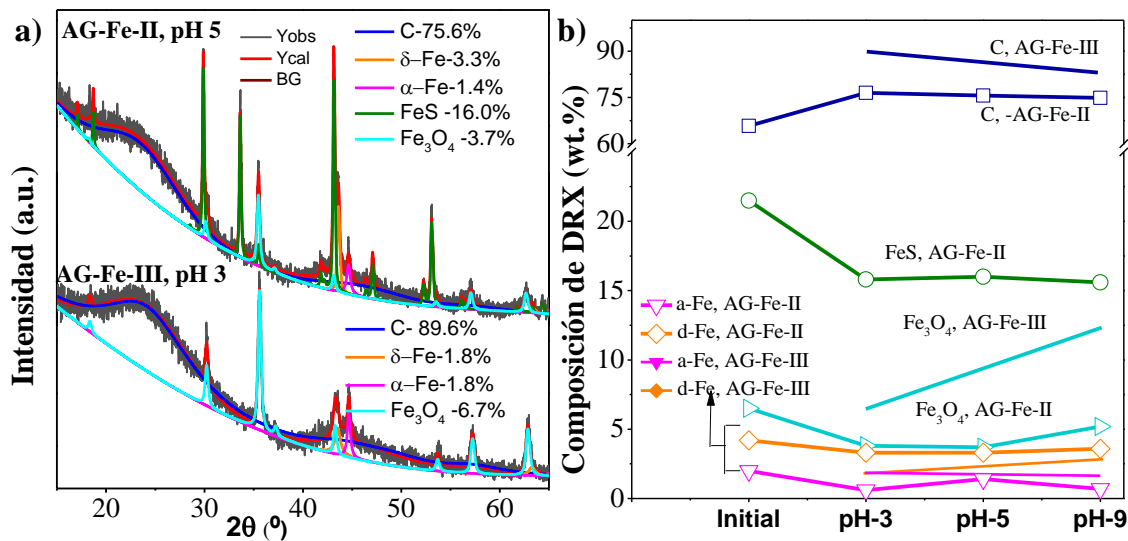 a)
AG-Fe-II, pH 5
Yobs
Ycal
BG
C-75.6%
δ–Fe-3.3%
α–Fe-1.4%
FeS -16.0%
Fe₃O₄ -3.7%
AG-Fe-III, pH 3
C- 89.6%
δ–Fe-1.8%
α–Fe-1.8%
Fe₃O₄ -6.7%
Intensidad (a.u.)
20 30 40 50 60
2θ (⁰)
b)
Composición de DRX (wt.%)
90
75
60
20
15
10
5
0
C, AG-Fe-III
C, -AG-Fe-II
FeS, AG-Fe-II
a-Fe, AG-Fe-II
d-Fe, AG-Fe-II
a-Fe, AG-Fe-III
d-Fe, AG-Fe-III
Fe₃O₄, AG-Fe-III
Fe₃O₄, AG-Fe-II
Initial pH-3 pH-5 pH-9